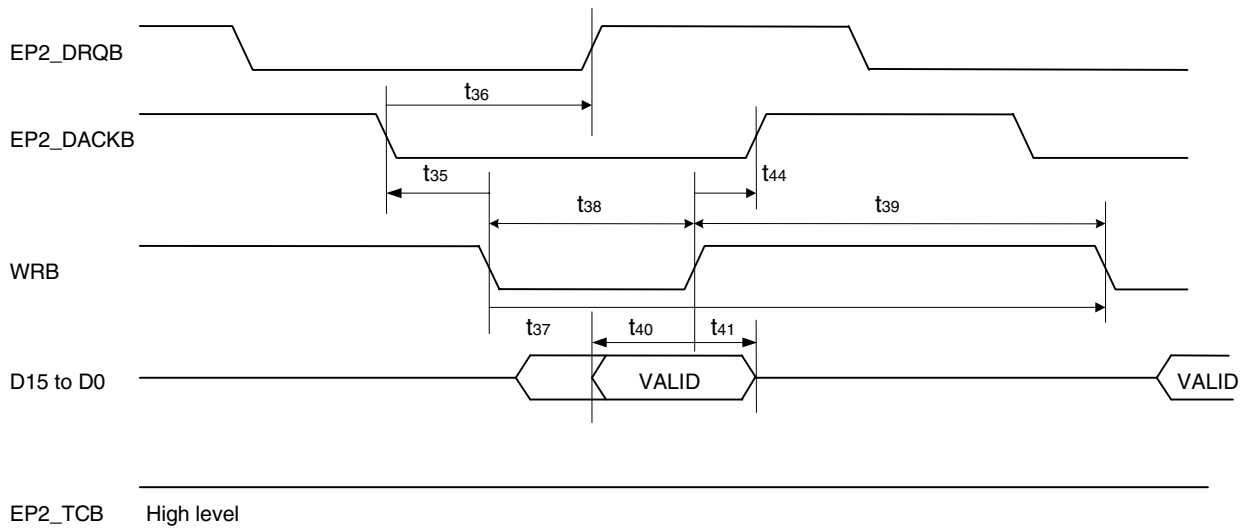 EP2_DRQB
t36
EP2_DACKB
t35
t44
t38
t39
WRB
t37
t40
t41
D15 to D0
VALID
VALID
EP2_TCB High level